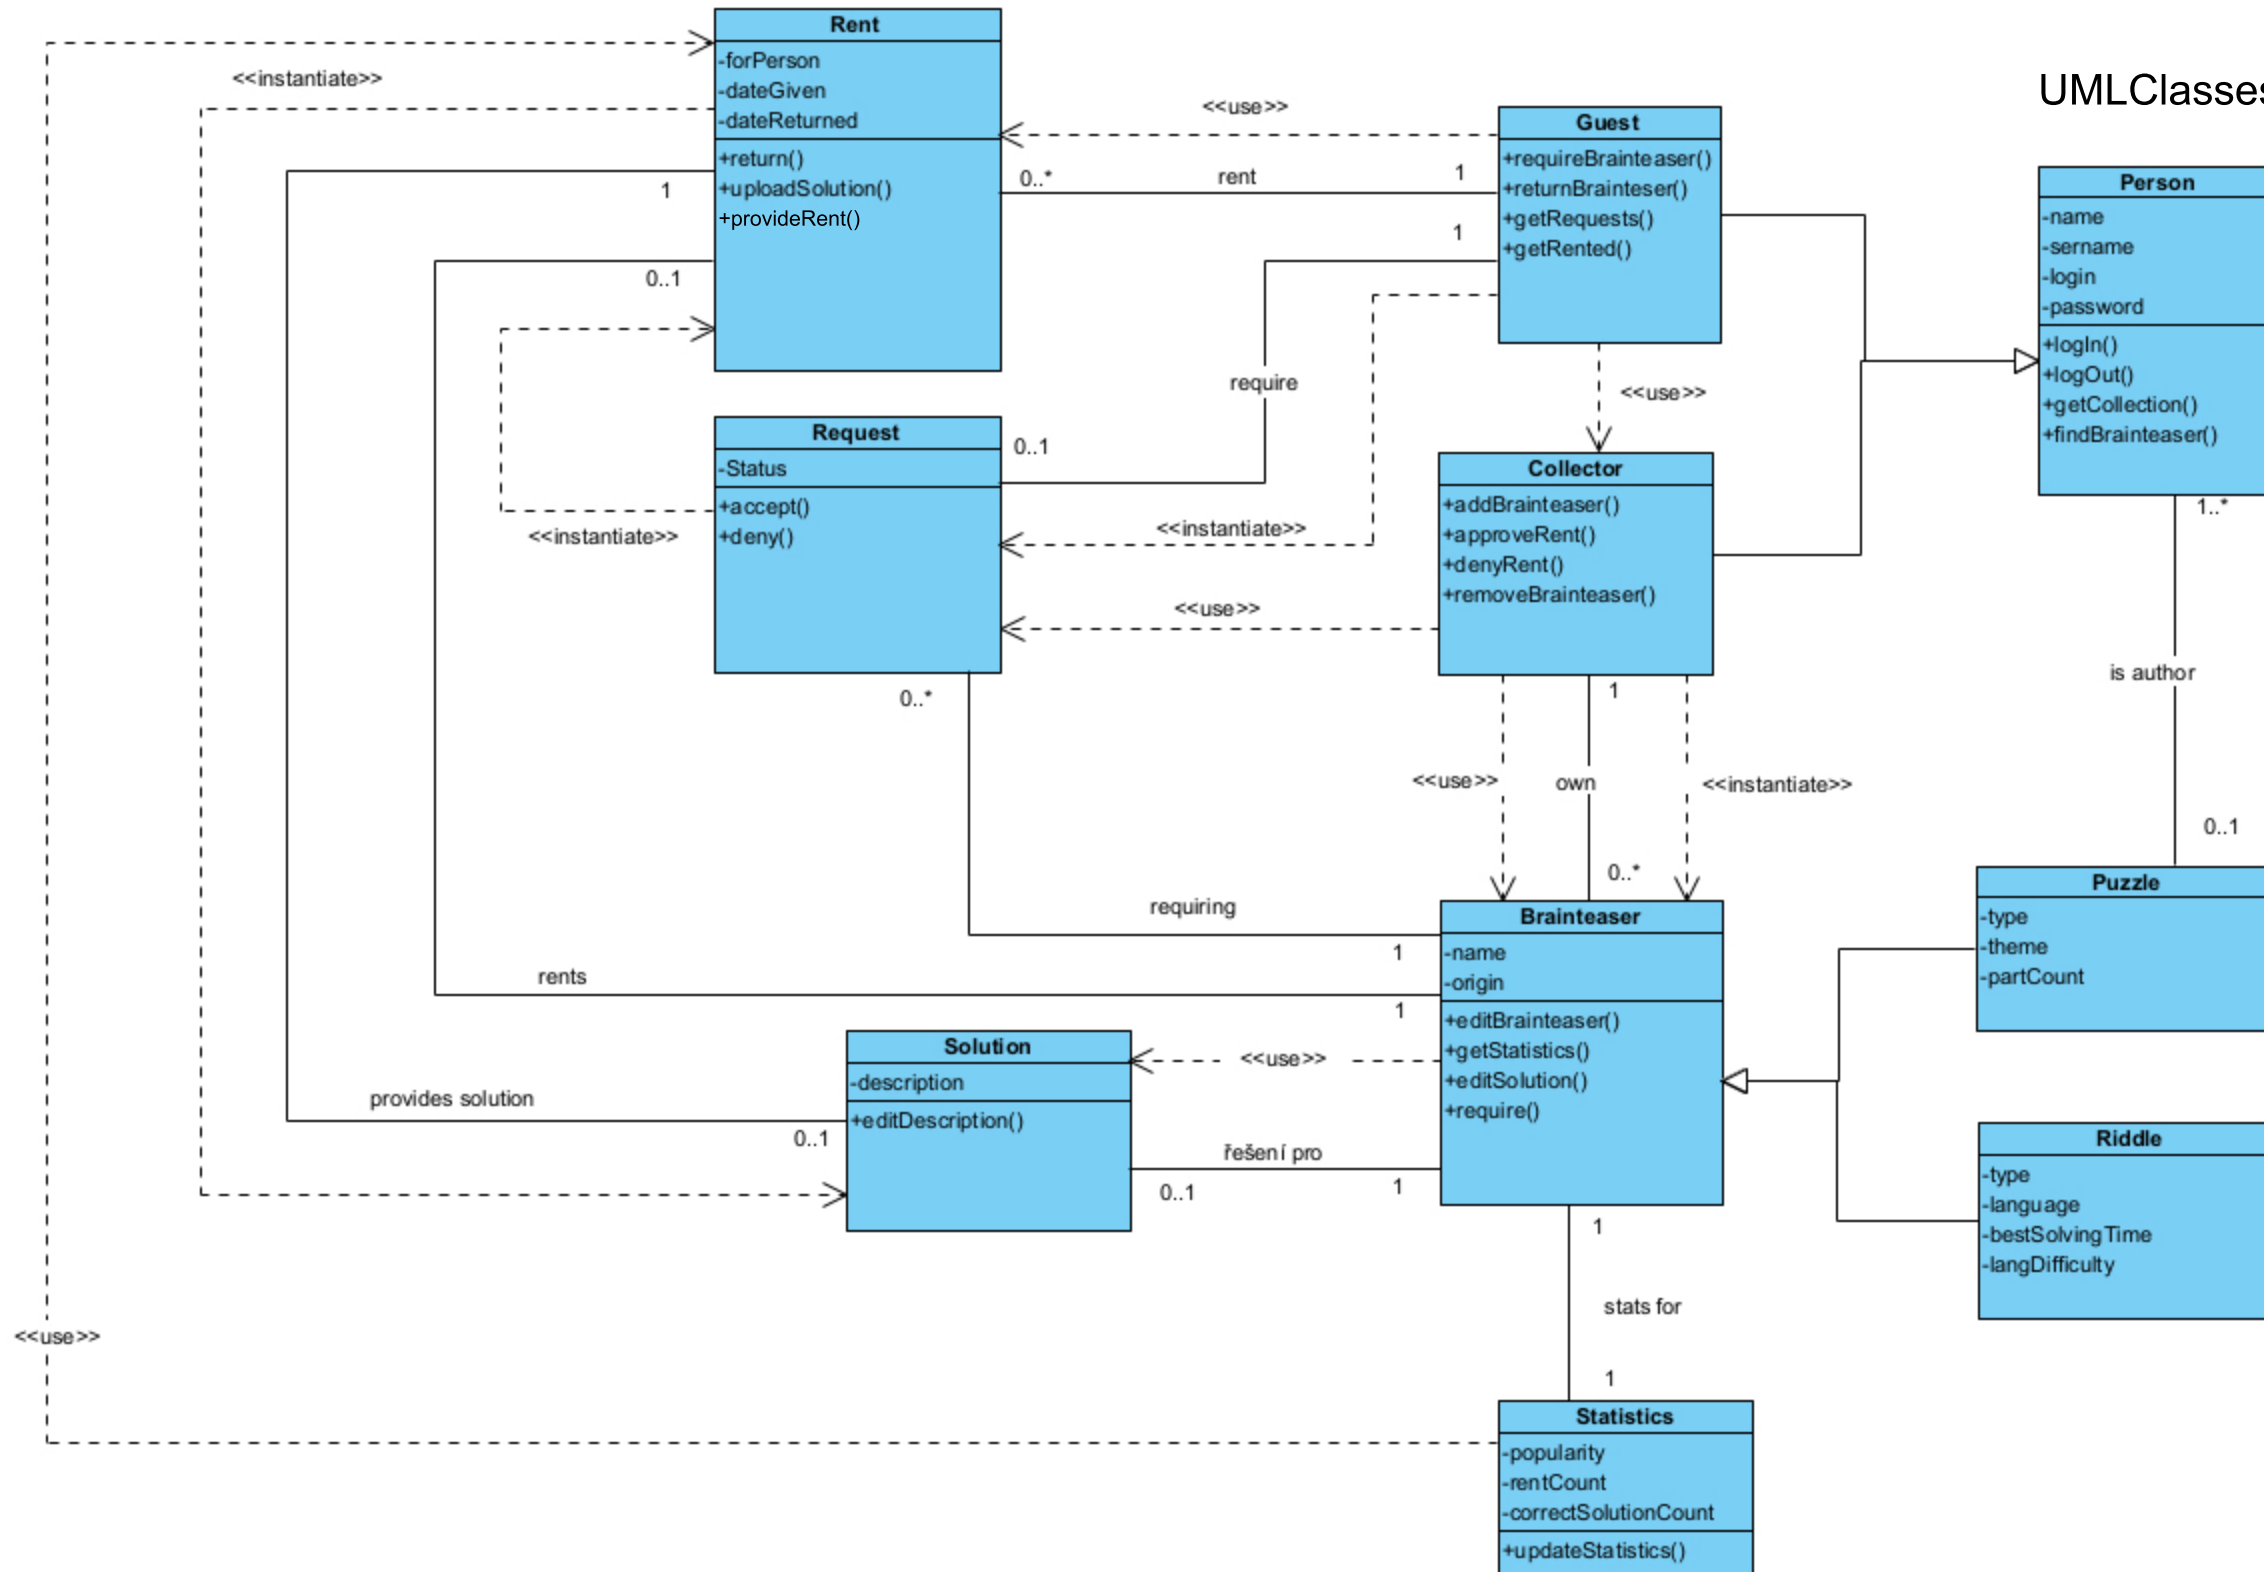 UMLClasses
Rent
-forPerson
-dateGiven
-dateReturned
+return()
+uploadSolution()
+provideRent()
<<instantiate>>
<<use>>
0..*
rent
1
1
0..1
1
Guest
+requireBrainteaser()
+returnBrainteser()
+getRequests()
+getRented()
Person
-name
-sername
-login
-password
+logIn()
+logOut()
+getCollection()
+findBrainteaser()
require
<<use>>
Request
-Status
+accept()
+deny()
0..1
<<instantiate>>
<<instantiate>>
<<use>>
0..*
Collector
+addBrainteaser()
+approveRent()
+denyRent()
+removeBrainteaser()
1..*
is author
0..1
1
<<use>>
own
<<instantiate>>
0..*
requiring
1
rents
1
Brainteaser
-name
-origin
+editBrainteaser()
+getStatistics()
+editSolution()
+require()
Puzzle
-type
-theme
-partCount
Solution
-description
+editDescription()
<<use>>
provides solution
0..1
řešení pro
0..1
1
Riddle
-type
-language
-bestSolvingTime
-langDifficulty
1
stats for
1
<<use>>
Statistics
-popularity
-rentCount
-correctSolutionCount
+updateStatistics()